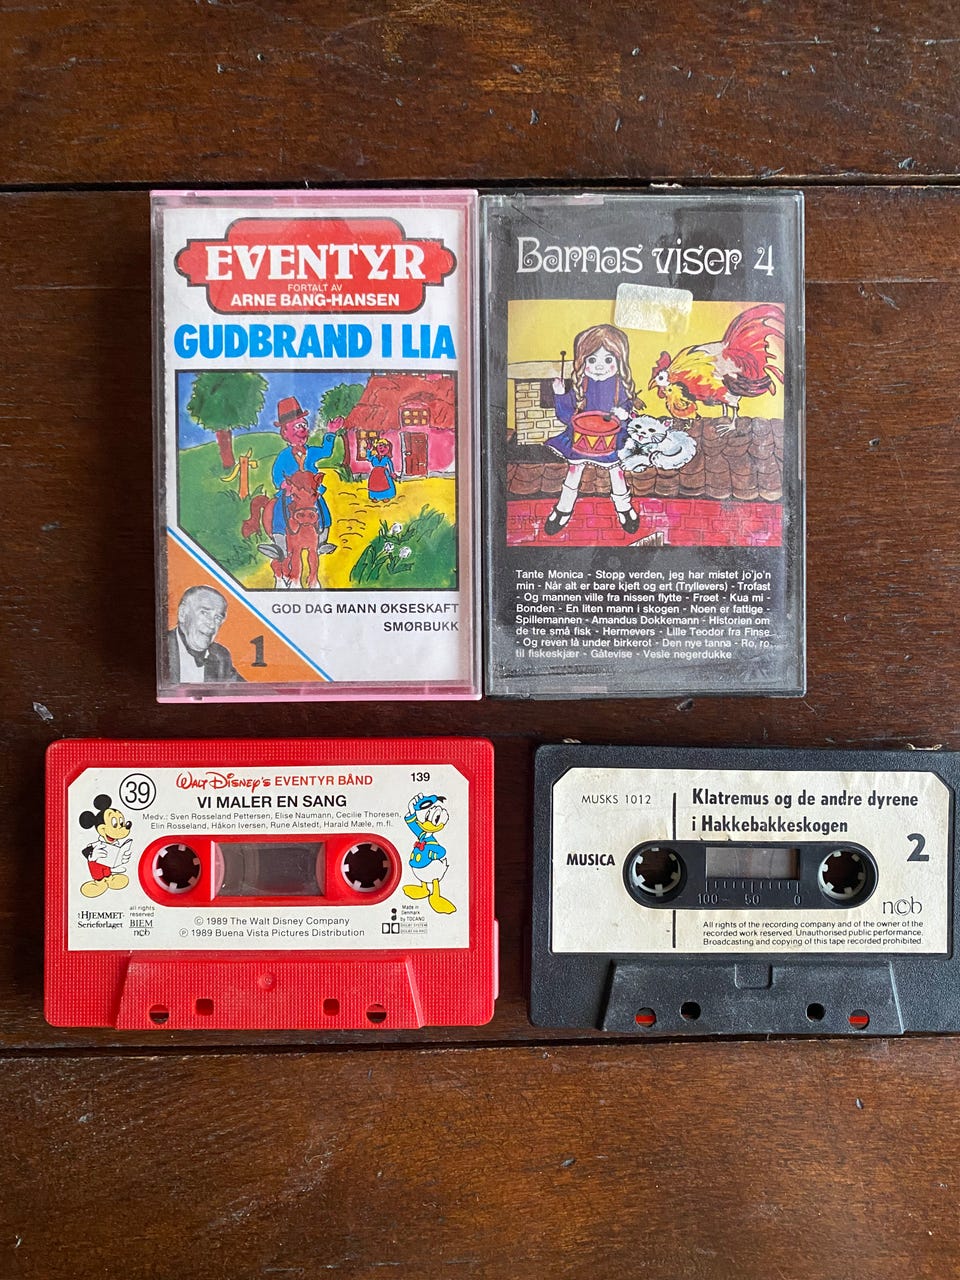 EVENTYR
FORTALT AV
ARNE BANG-HANSEN
GUDBRAND I LIA
GOD DAG MANN ØKSESKAFT
SMØRBUKK
1
Barnas viser 4
Tante Monica - Stopp verden, jeg har mistet jo'jo'n
min - Når alt er bare kjeft og ert (Tryllevers) - Trofast
- Og mannen ville fra nissen flytte - Frøet - Kua mi -
Bonden - En liten mann i skogen - Noen er fattige -
Spillemannen - Amandus Dokkemann - Historien om
de tre små fisk - Hermevers - Lille Teodor fra Finse
- Og reven lå under birkerot - Den nye tanna - Ro, ro
til fiskeskjær - Gåtevise - Vesle negerdukke
39
Walt Disney's EVENTYR BÅND
139
VI MALER EN SANG
Medv.: Sven Rosseland Pettersen, Elise Naumann, Cecilie Thoresen,
Elin Rosseland, Håkon Iversen, Rune Alstedt, Harald Mæle, m.fl.
HJEMMET
Serieforlaget
all rights
reserved
BIEM
ncb
© 1989 The Walt Disney Company
℗ 1989 Buena Vista Pictures Distribution
Made in
Denmark
by TOCANO
DOLBY SYSTEM
MUSKS 1012
Klatremus og de andre dyrene
i Hakkebakkeskogen
2
MUSICA
100 50 0
n©b
All rights of the recording company and of the owner of the
recorded work reserved. Unauthorised public performance.
Broadcasting and copying of this tape recorded prohibited.